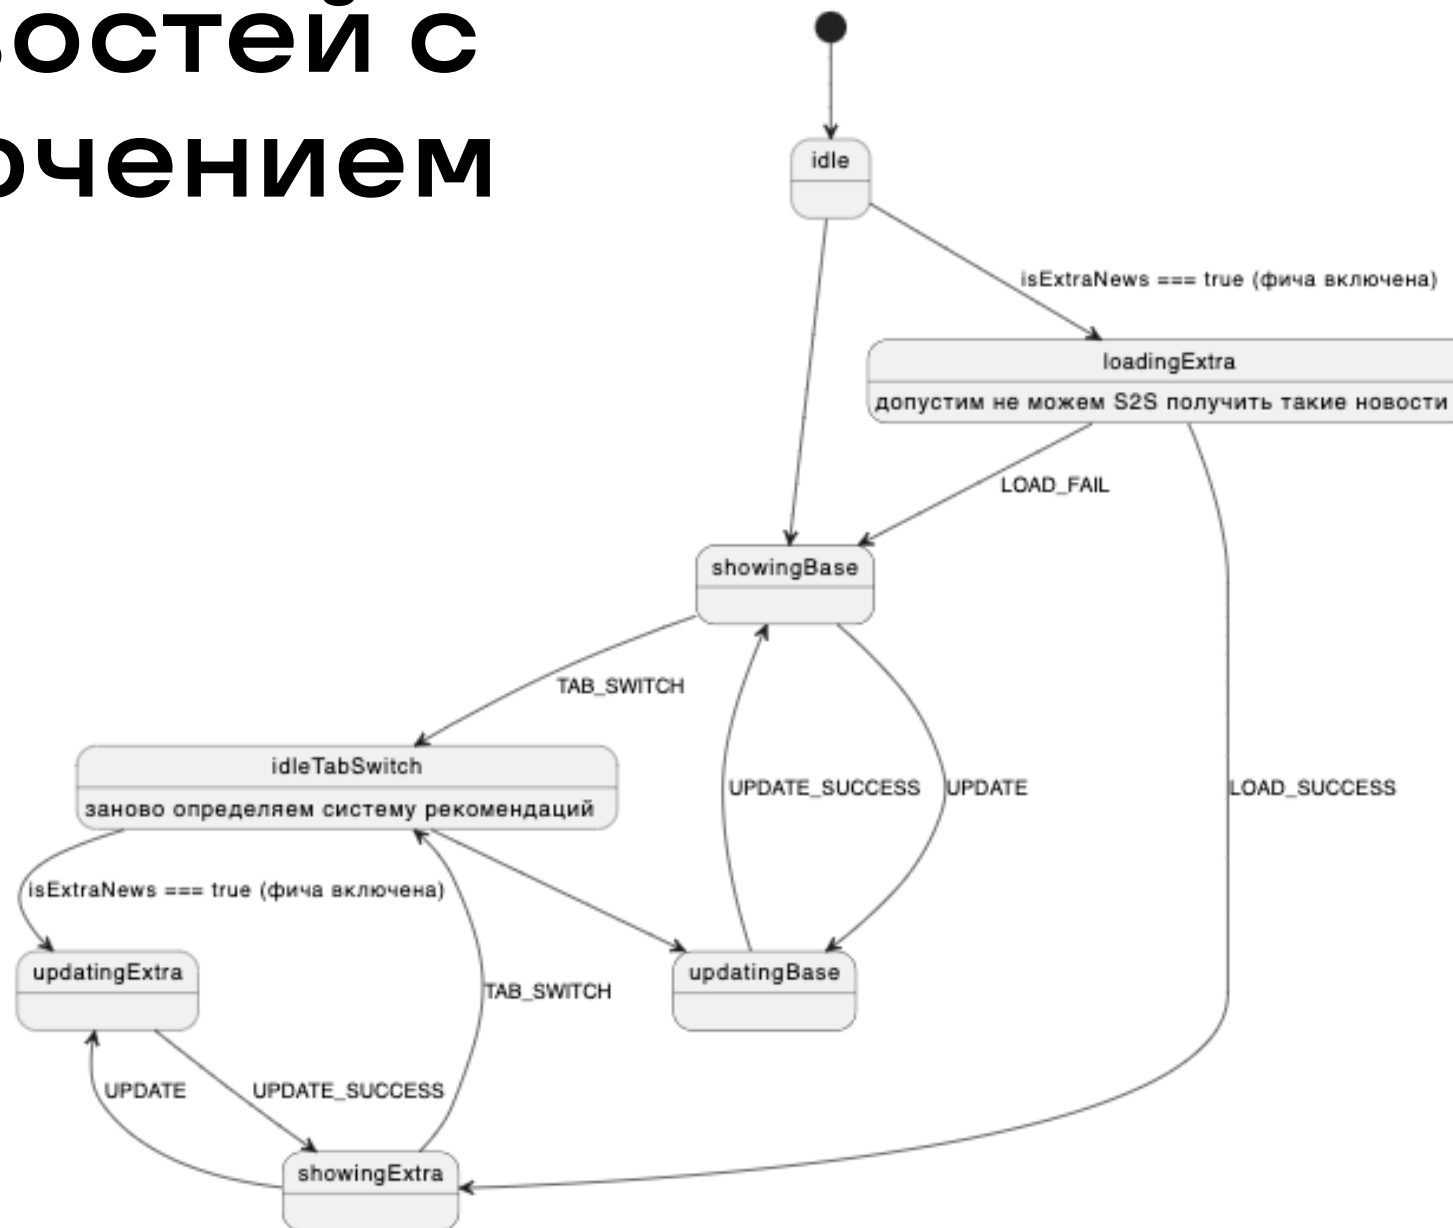 остей с
чением
idle
isExtraNews === true (фича включена)
loadingExtra
допустим не можем S2S получить такие новости
LOAD_FAIL
showingBase
TAB_SWITCH
idleTabSwitch
заново определяем систему рекомендаций
UPDATE_SUCCESS
UPDATE
LOAD_SUCCESS
isExtraNews === true (фича включена)
updatingExtra
updatingBase
TAB_SWITCH
UPDATE
UPDATE_SUCCESS
showingExtra